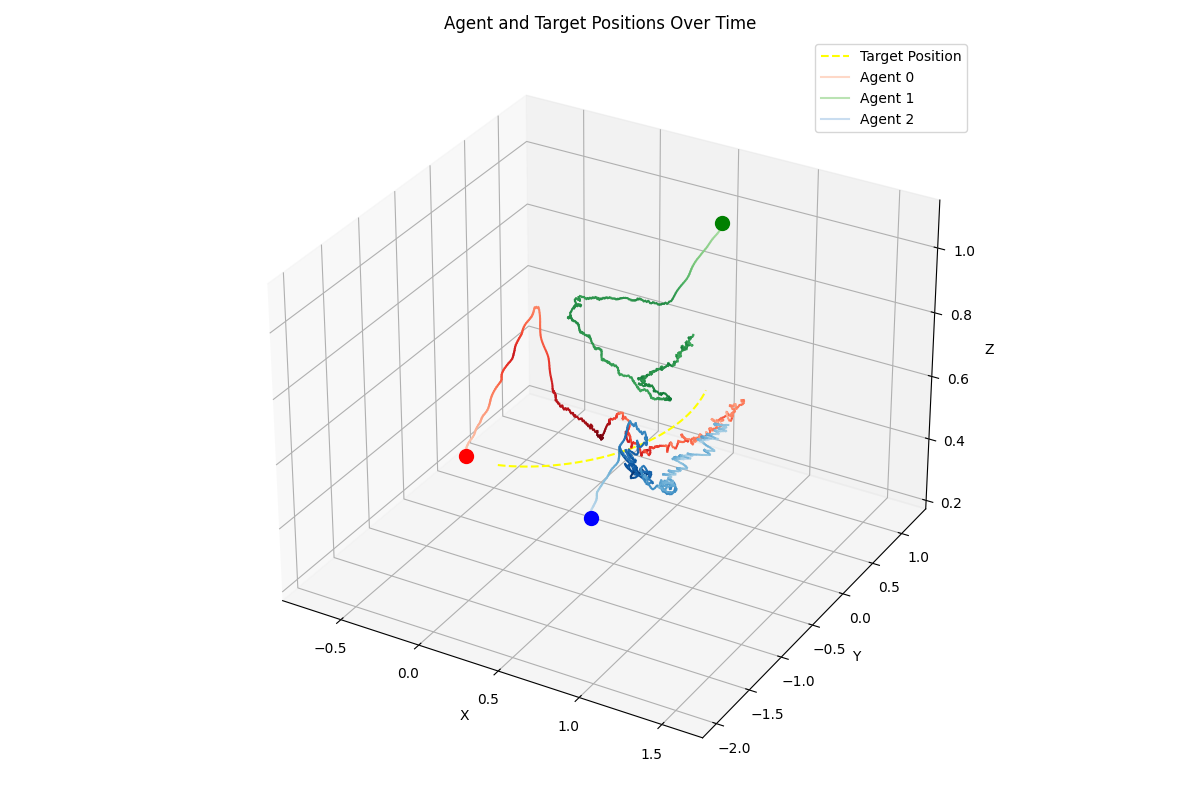 Agent and Target Positions Over Time
Target Position
Agent 0
Agent 1
Agent 2
1.0
0.8
Z
0.6
0.4
0.2
1.0
0.5
0.0
−0.5
Y
−1.0
−1.5
−2.0
−0.5
0.0
0.5
X
1.0
1.5